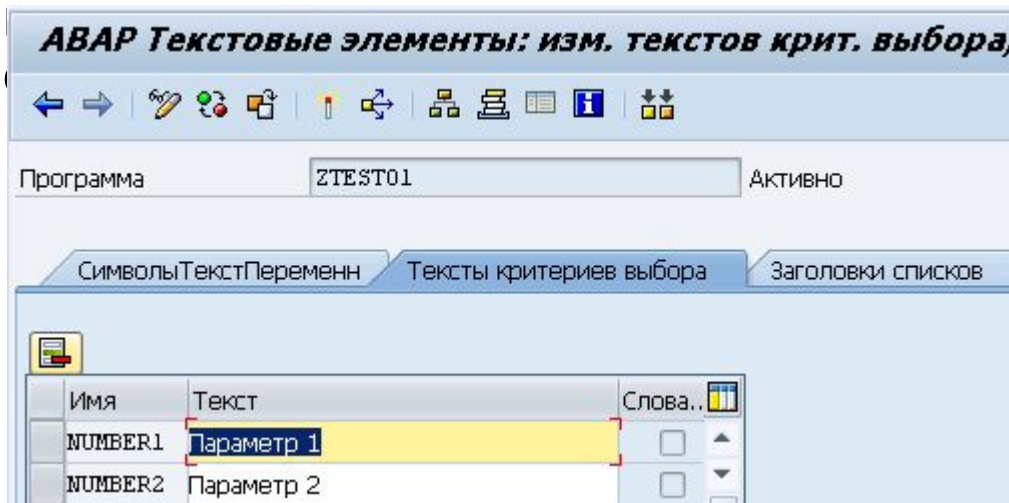 ABAP Текстовые элементы: изм. текстов крит. выбора,
Программа ZTEST01 Активно
СимволыТекстПеременн Тексты критериев выбора Заголовки списков
Имя Текст Слова..
NUMBER1 Параметр 1
NUMBER2 Параметр 2